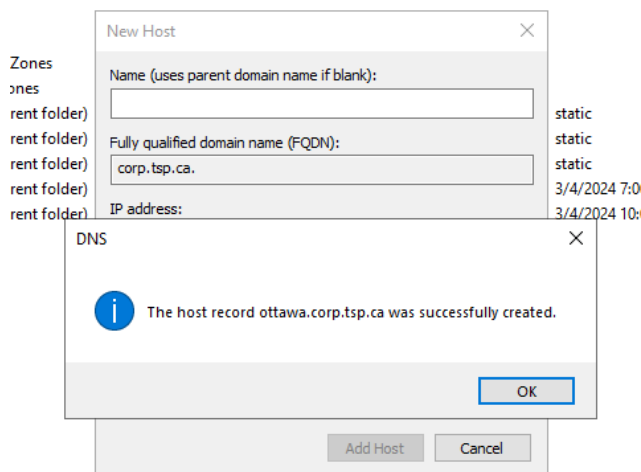 New Host
Zones
ones
Name (uses parent domain name if blank):
rent folder) static
rent folder) Fully qualified domain name (FQDN): static
rent folder) corp.tsp.ca. static
rent folder) 3/4/2024 7:0
rent folder) IP address: 3/4/2024 10:
DNS
The host record ottawa.corp.tsp.ca was successfully created.
OK
Add Host Cancel